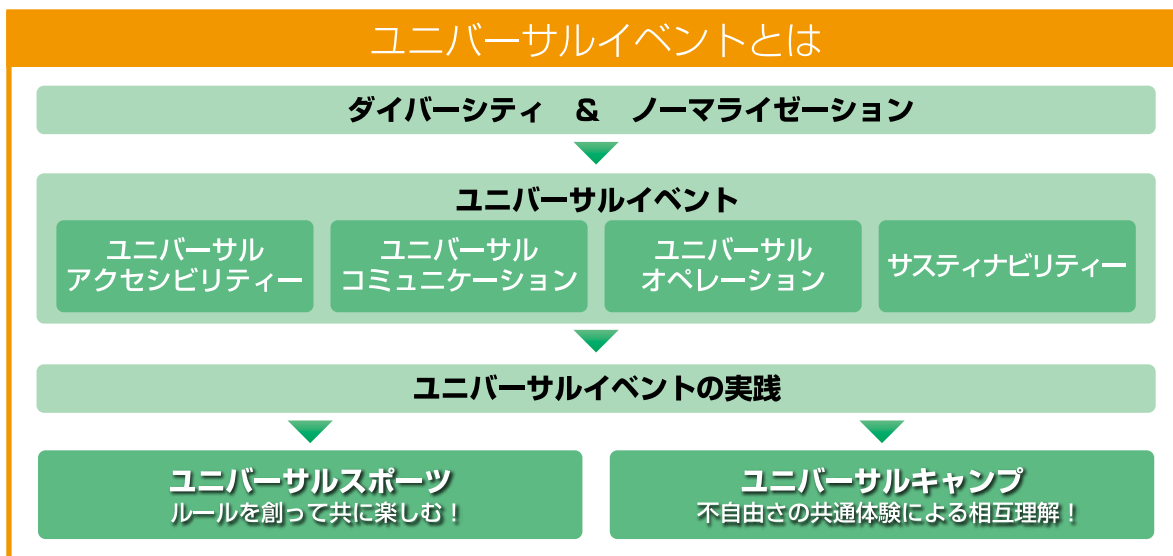 ユニバーサルイベントとは
ダイバーシティ　&　ノーマライゼーション
ユニバーサルイベント
ユニバーサル
アクセシビリティー
ユニバーサル
コミュニケーション
ユニバーサル
オペレーション
サスティナビリティー
ユニバーサルイベントの実践
ユニバーサルスポーツ
ルールを創って共に楽しむ！
ユニバーサルキャンプ
不自由さの共通体験による相互理解！